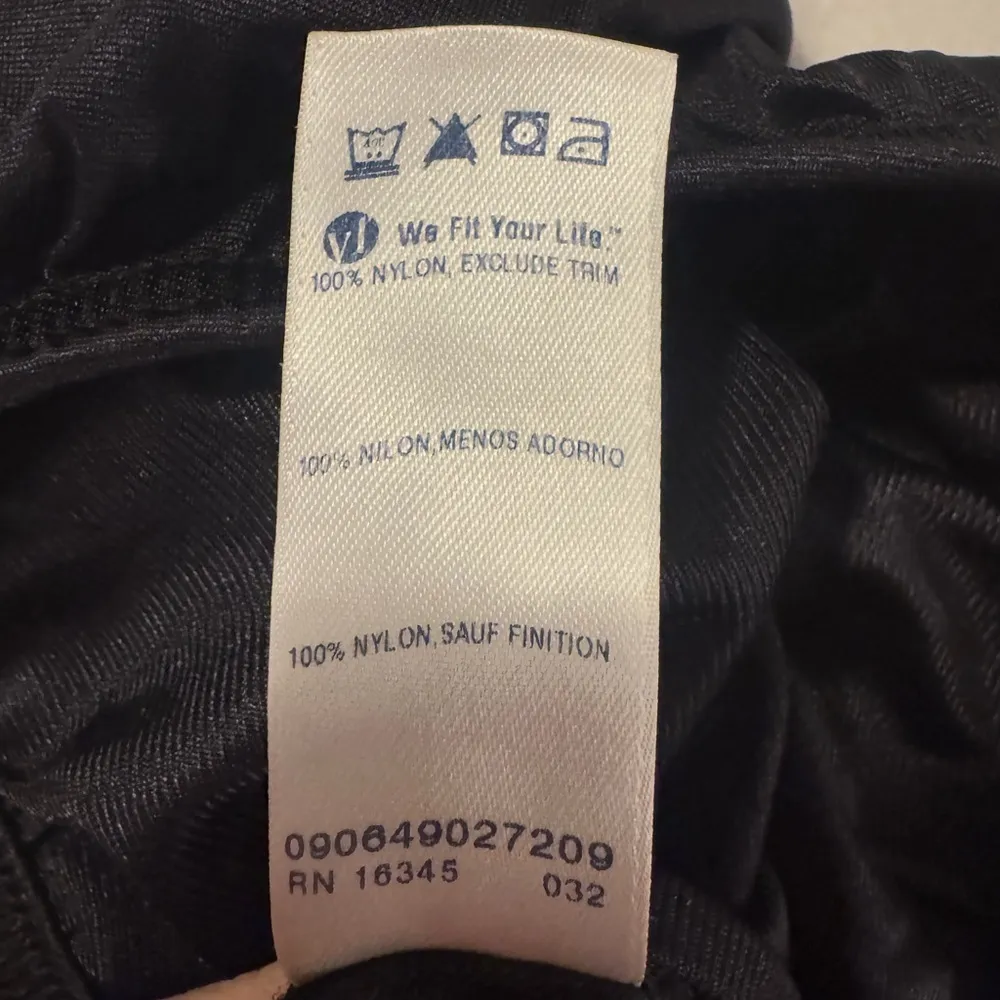 40
We Fit Your Life.™
100% NYLON, EXCLUDE TRIM
100% NILON,MENOS ADORNO
100% NYLON,SAUF FINITION
090649027209
RN 16345 032